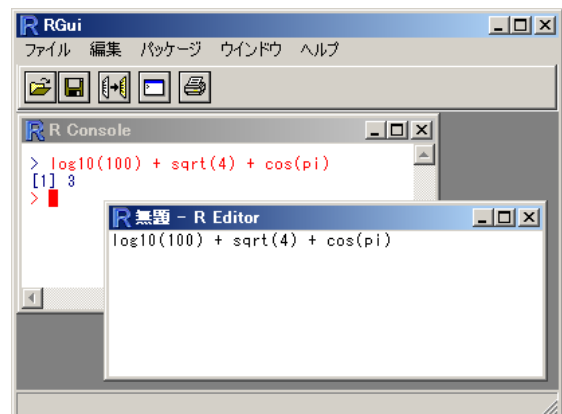 RGui
ファイル 編集 パッケージ ウインドウ ヘルプ
R Console
> log10(100) + sqrt(4) + cos(pi)
[1] 3
>
無題 - R Editor
log10(100) + sqrt(4) + cos(pi)